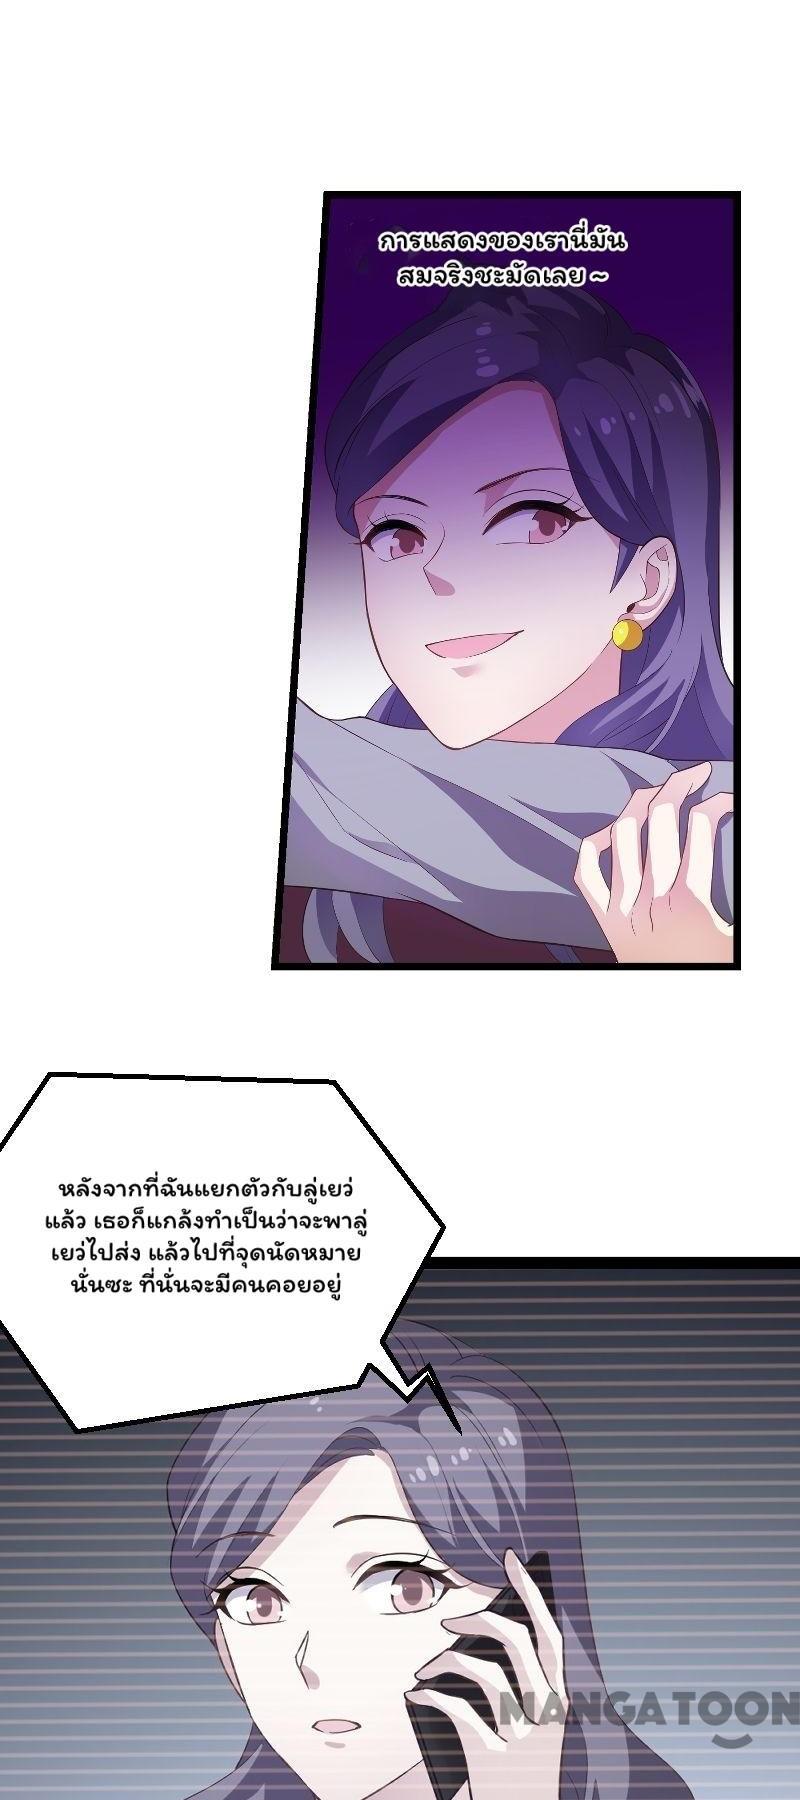 การแสดงของเรานี่มัน
สมจริงชะมัดเลย ~
หลังจากที่ฉันแยกตัวกับลู่เยว่
แล้ว เธอก็แกล้งทำเป็นว่าจะพาลู่
เยว่ไปส่ง แล้วไปที่จุดนัดหมาย
นั่นซะ ที่นั่นจะมีคนคอยอยู่
MANGATOON